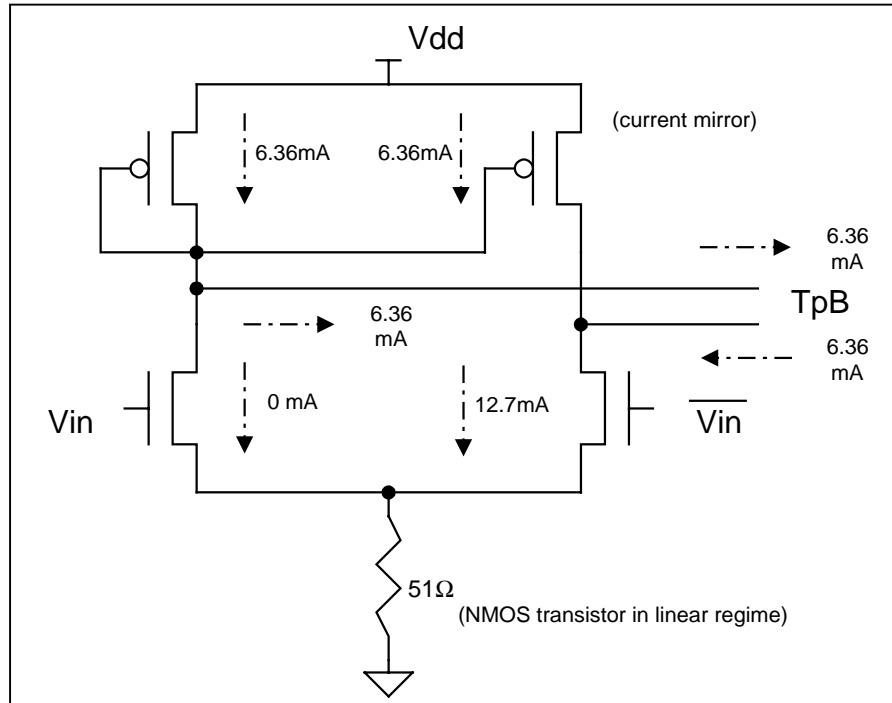 Vdd
(current mirror)
6.36mA
6.36mA
6.36
mA
TpB
6.36
mA
6.36
mA
Vin
0 mA
12.7mA
Vin
51Ω
(NMOS transistor in linear regime)